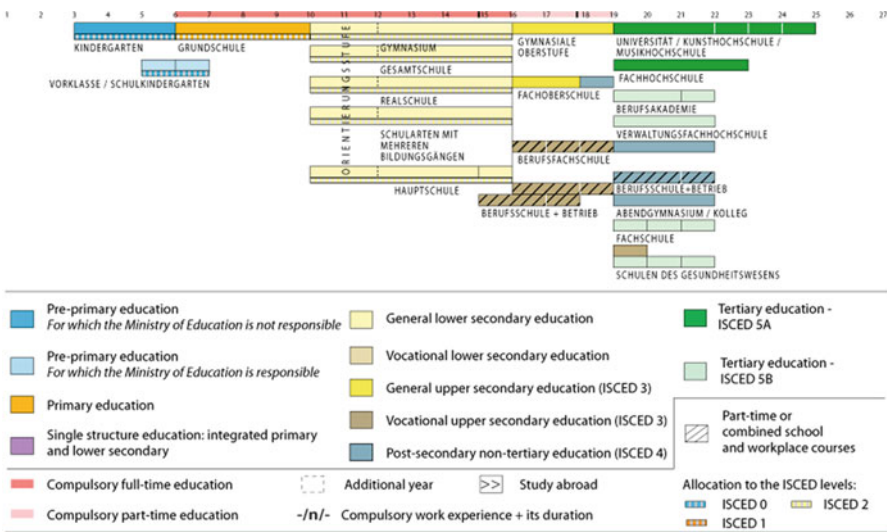 1 2 3 4 5 6 7 8 9 10 11 12 13 14 15 16 17 18 19 20 21 22 23 24 25 26 27
KINDERGARTEN GRUNDSCHULE GYMNASIUM GYMNASIALE OBERSTUFE UNIVERSITÄT / KUNSTHOCHSCHULE / MUSIKHOCHSCHULE
ORIENTIERUNGSSTUFE
GESAMTSCHULE
FACHHOCHSCHULE
VORKLASSE / SCHULKINDERGARTEN
REALSCHULE
FACHOBERSCHULE
BERUFSAKADEMIE
SCHULARTEN MIT
MEHREREN
BILDUNGSGÄNGEN
VERWALTUNGSFACHHOCHSCHULE
BERUFSFACHSCHULE
HAUPTSCHULE
BERUFSSCHULE+BETRIEB
BERUFSSCHULE + BETRIEB
ABENDGYMNASIUM / KOLLEG
FACHSCHULE
SCHULEN DES GESUNDHEITSWESENS
Pre-primary education
For which the Ministry of Education is not responsible
Pre-primary education
For which the Ministry of Education is responsible
Primary education
Single structure education: integrated primary
and lower secondary
General lower secondary education
Vocational lower secondary education
General upper secondary education (ISCED 3)
Vocational upper secondary education (ISCED 3)
Post-secondary non-tertiary education (ISCED 4)
Tertiary education -
ISCED 5A
Tertiary education -
ISCED 5B
Part-time or
combined school
and workplace courses
Compulsory full-time education
Compulsory part-time education
Additional year
-/n/- Compulsory work experience + its duration
>> Study abroad
Allocation to the ISCED levels:
ISCED 0 ISCED 2
ISCED 1